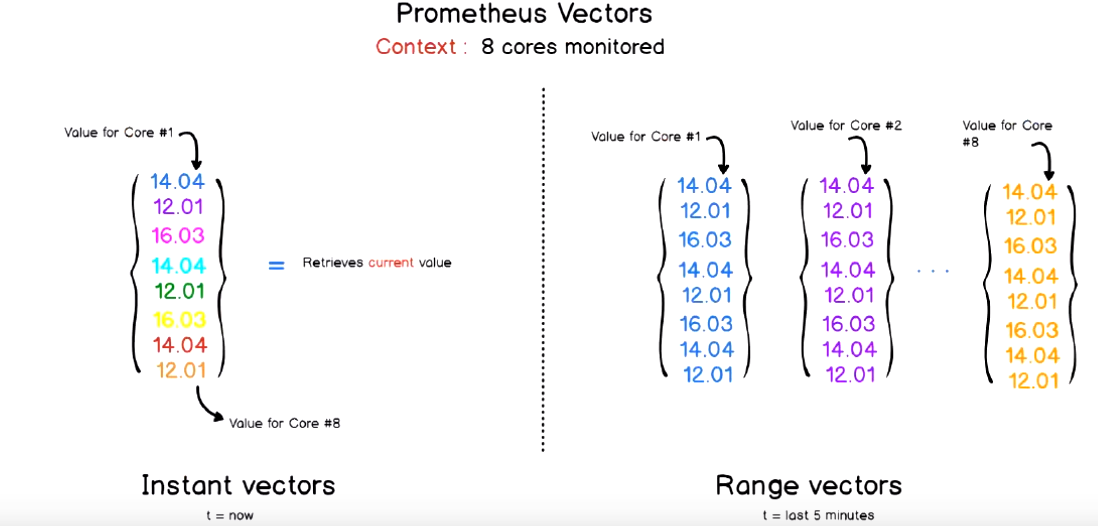 Prometheus Vectors
Context : 8 cores monitored
Value for Core #1
14.04
12.01
16.03
14.04
12.01
16.03
14.04
12.01
= Retrieves current value
Value for Core #8
Instant vectors
t = now
Value for Core #1
14.04
12.01
16.03
14.04
12.01
16.03
14.04
12.01
Value for Core #2
14.04
12.01
16.03
14.04
12.01
16.03
14.04
12.01
. . .
Value for Core
#8
14.04
12.01
16.03
14.04
12.01
16.03
14.04
12.01
Range vectors
t = last 5 minutes